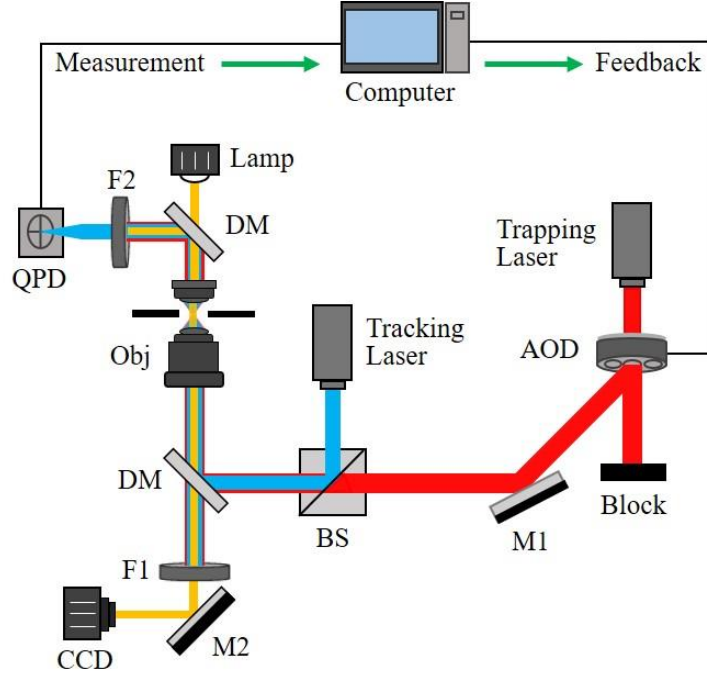 Measurement
Feedback
Computer
Lamp
F2
DM
Trapping
Laser
QPD
Tracking
Laser
AOD
Obj
DM
Block
BS
M1
F1
M2
CCD